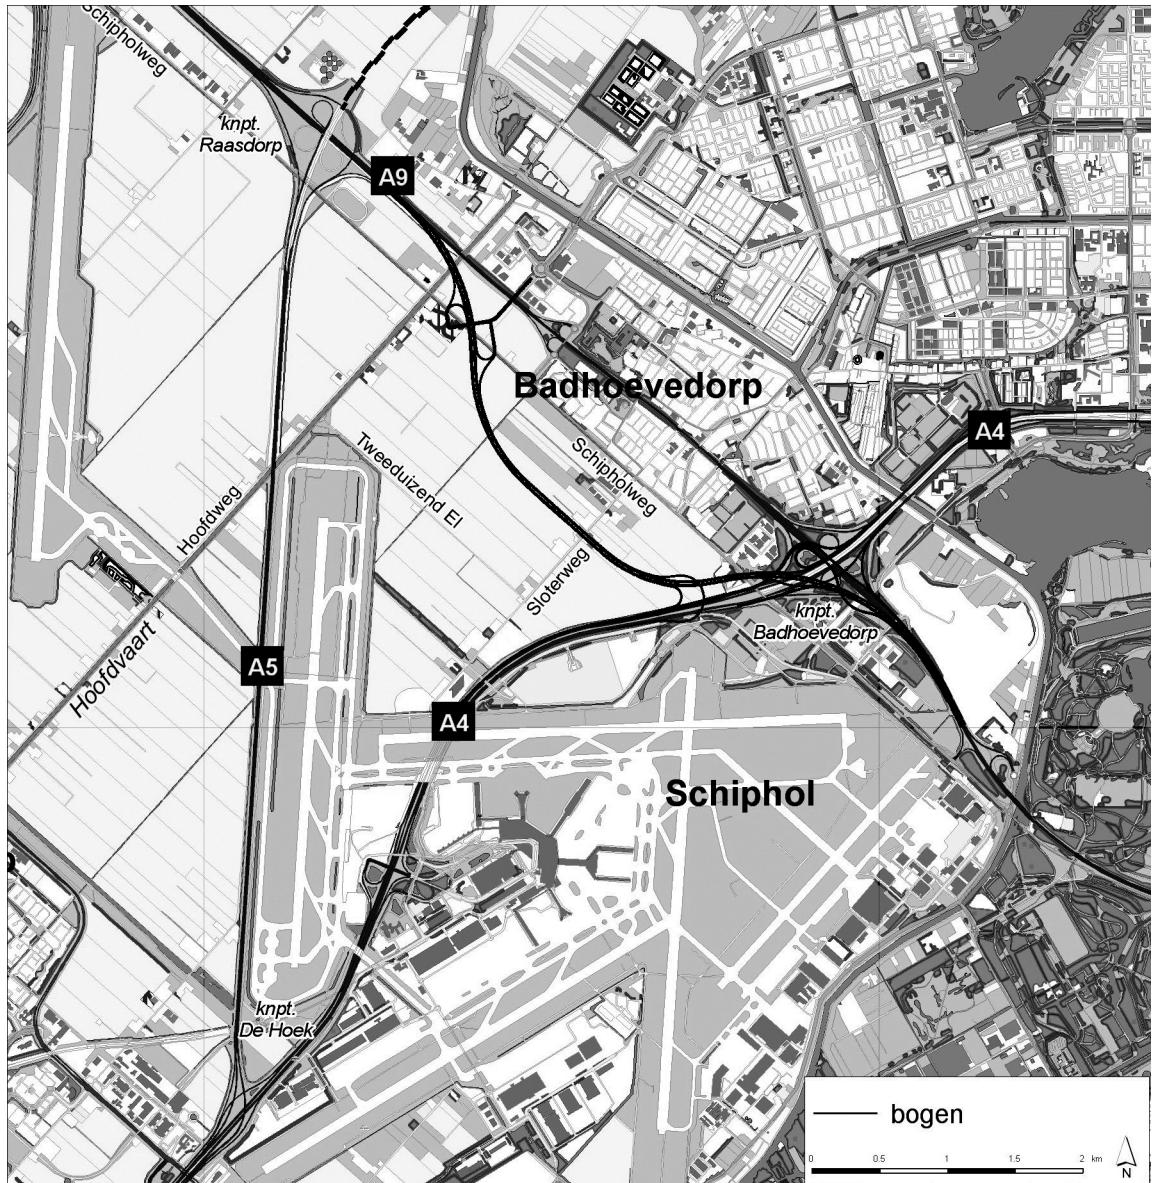 Schipholweg
knpt.
Raasdorp
A9
Badhoevedorp
A4
Schipholweg
Tweeduizend El
Hoofdweg
Sloterweg
knpt.
Badhoevedorp
Hoofdvaart
A5
A4
Schiphol
knpt.
De Hoek
bogen
0 0.5 1 1.5 2 km
N